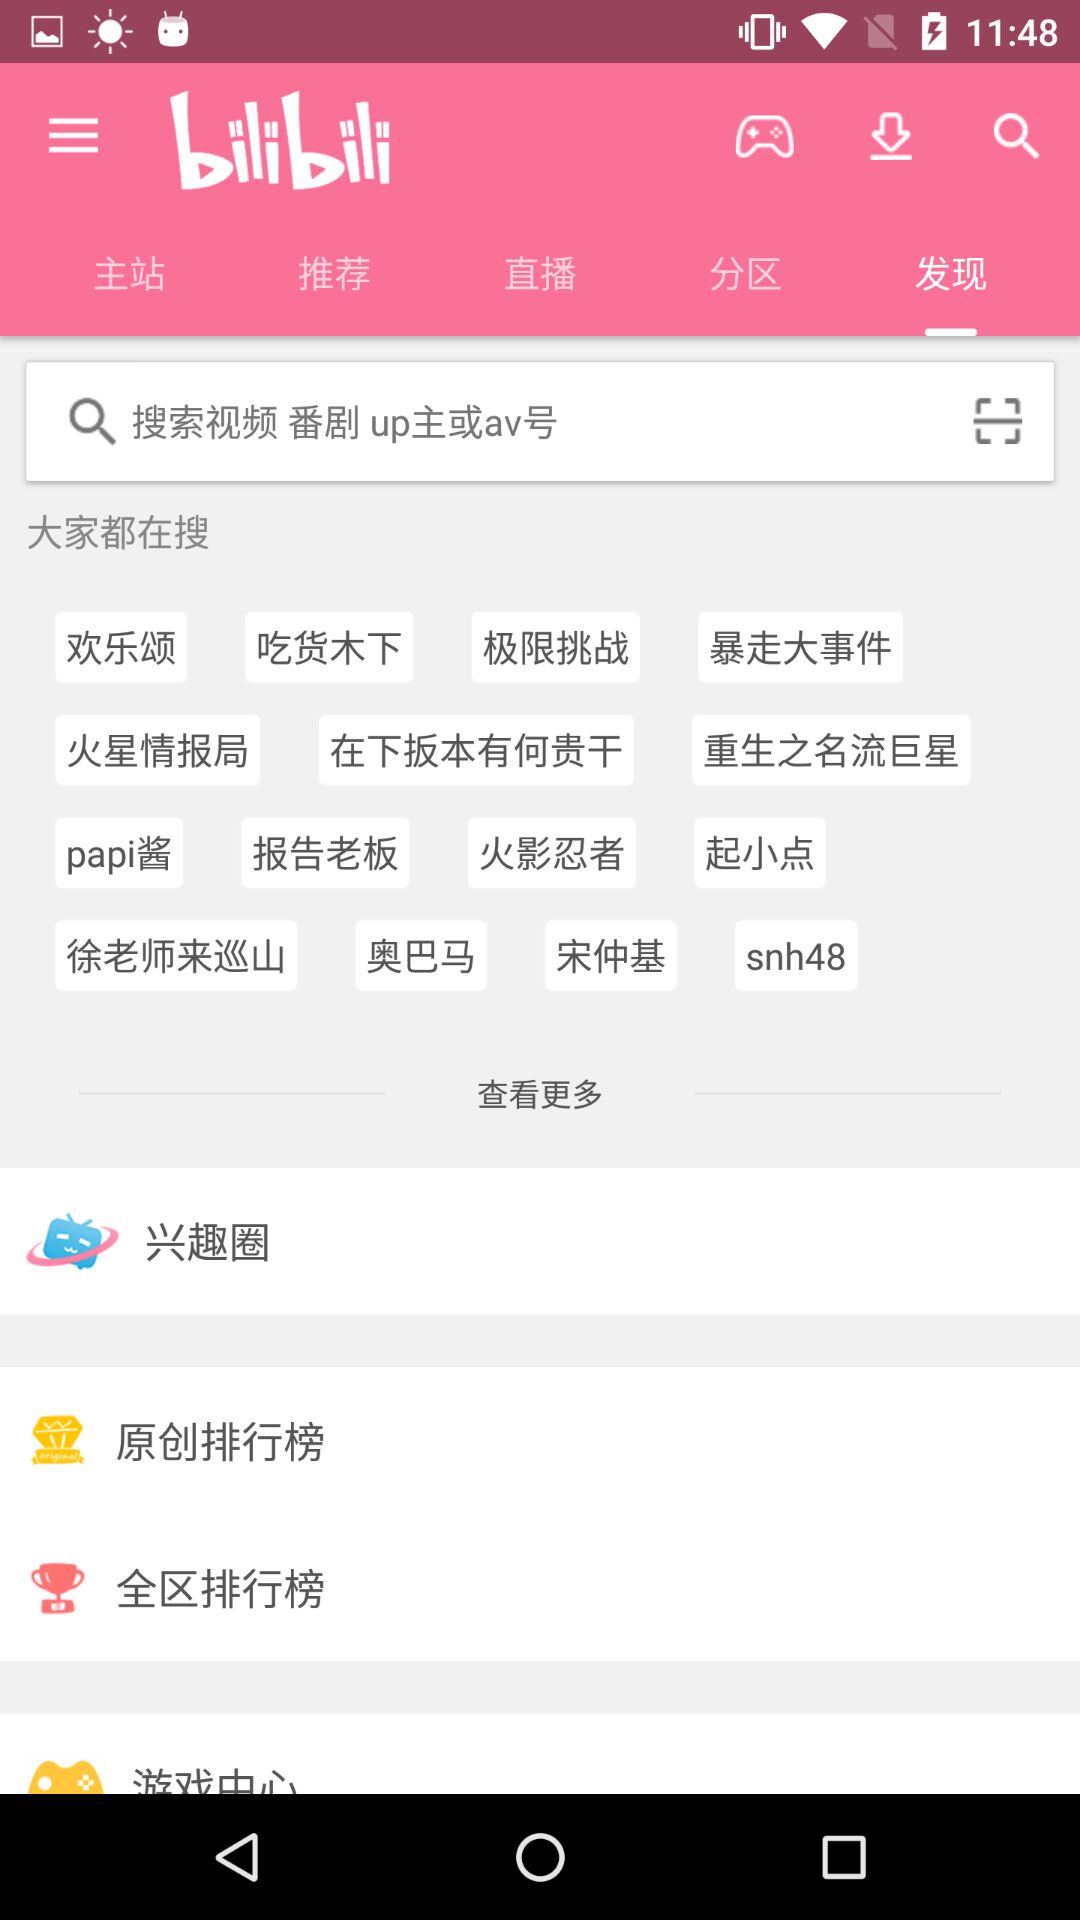 11:48
bilibili
主站 推荐 直播 分区 发现
搜索视频 番剧 up主或av号
大家都在搜
欢乐颂 吃货木下 极限挑战 暴走大事件
火星情报局 在下扳本有何贵干 重生之名流巨星
papi酱 报告老板 火影忍者 起小点
徐老师来巡山 奥巴马 宋仲基 snh48
查看更多
兴趣圈
original
原创排行榜
全区排行榜
游戏中心